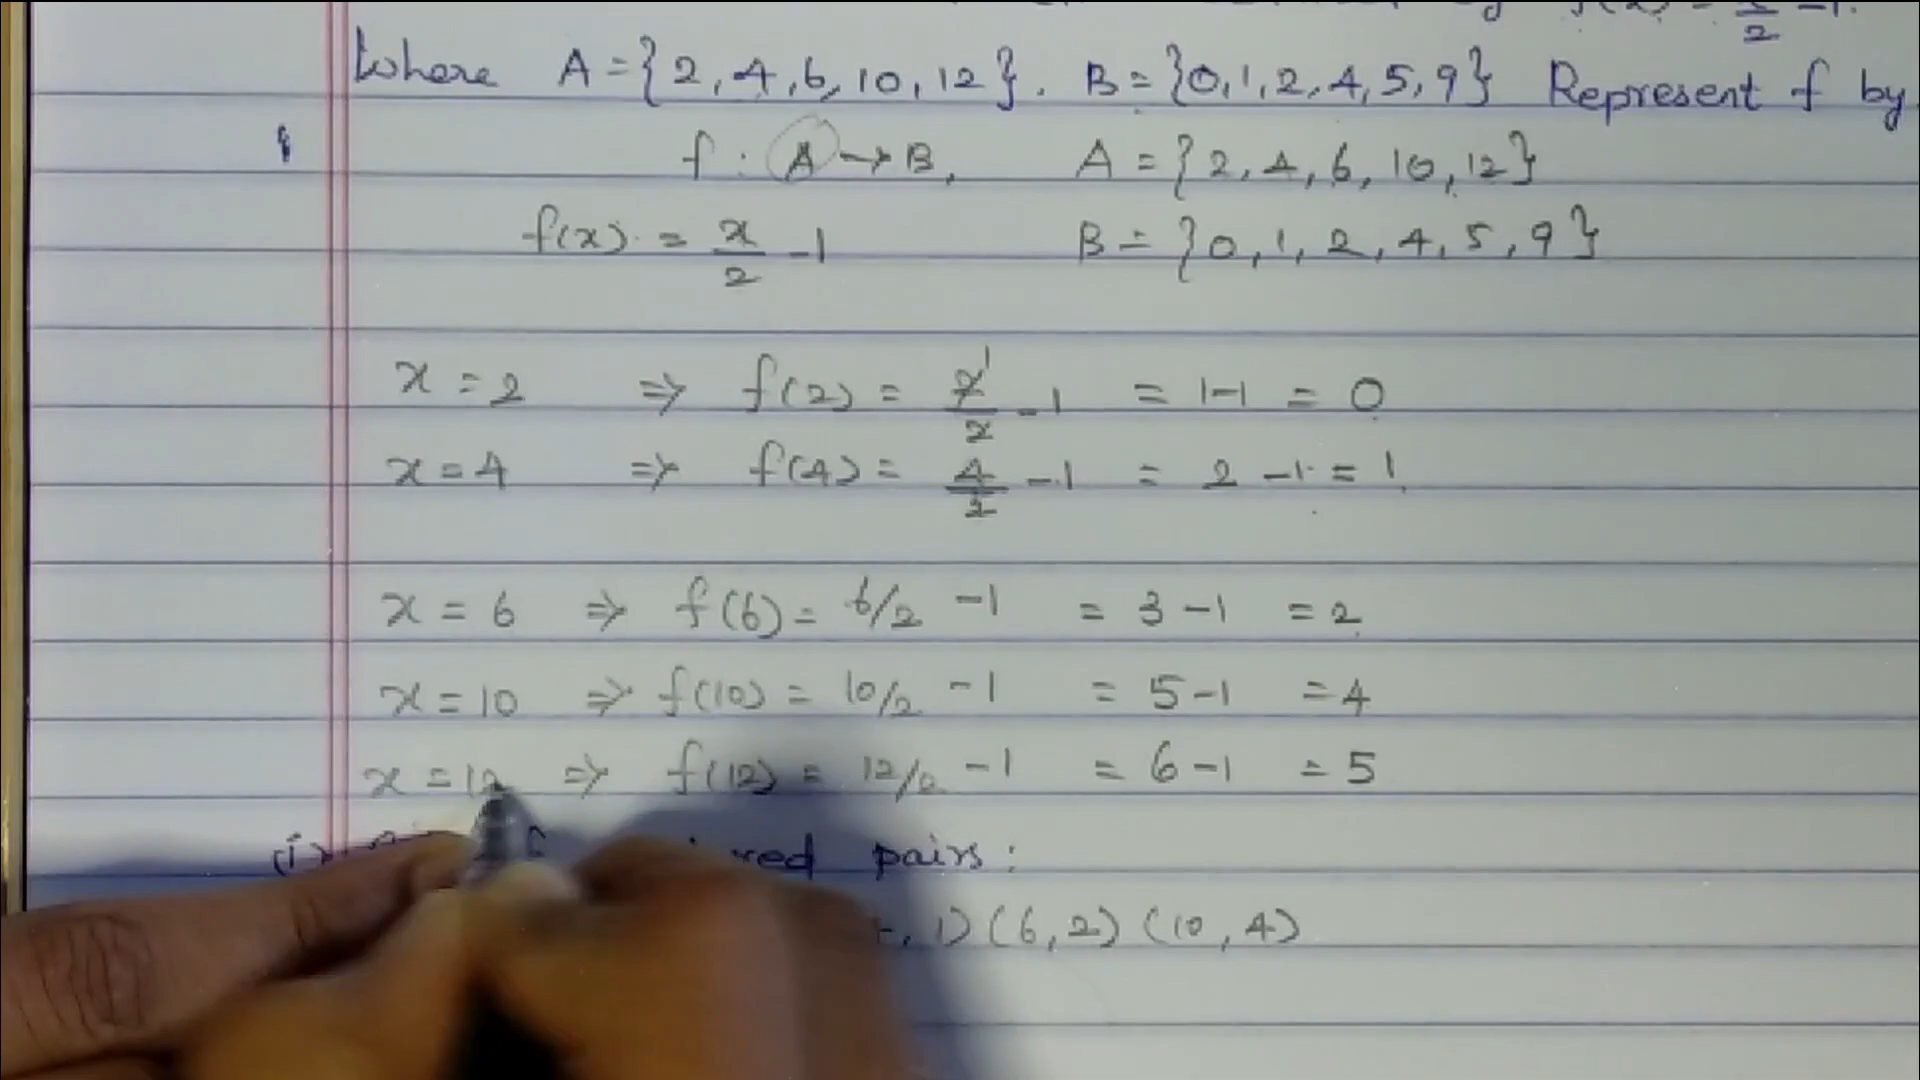 f(x) = x/2 -1.
Where A={2,4,6,10,12}. B={0,1,2,4,5,9} Represent f by
f : A → B, A = {2,4,6,10,12}
f(x) = x/2 -1 B = {0,1,2,4,5,9}
x = 2 ⇒ f(2) = 2/2 -1 = 1-1 = 0
x = 4 ⇒ f(4) = 4/2 -1 = 2 -1 = 1
x = 6 ⇒ f(6) = 6/2 -1 = 3 -1 = 2
x = 10 ⇒ f(10) = 10/2 -1 = 5-1 = 4
x = 12 ⇒ f(12) = 12/2 -1 = 6-1 = 5
(i) pairs:
, 1) (6,2) (10,4)